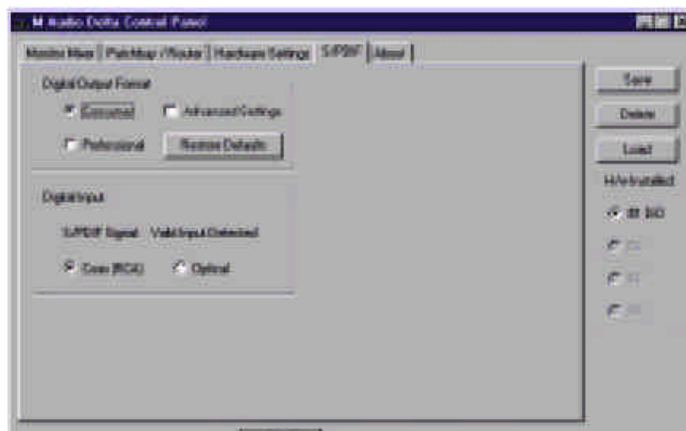 M Audio Delta Control Panel
Monitor Mixer Patchbay / Router Hardware Settings S/PDIF About
Digital Output Format
Consumer Advanced Settings
Professional Restore Defaults
Digital Input
S/PDIF Signal Valid Input Detected
Coax (RCA) Optical
Save
Delete
Load
H/W Installed
#1